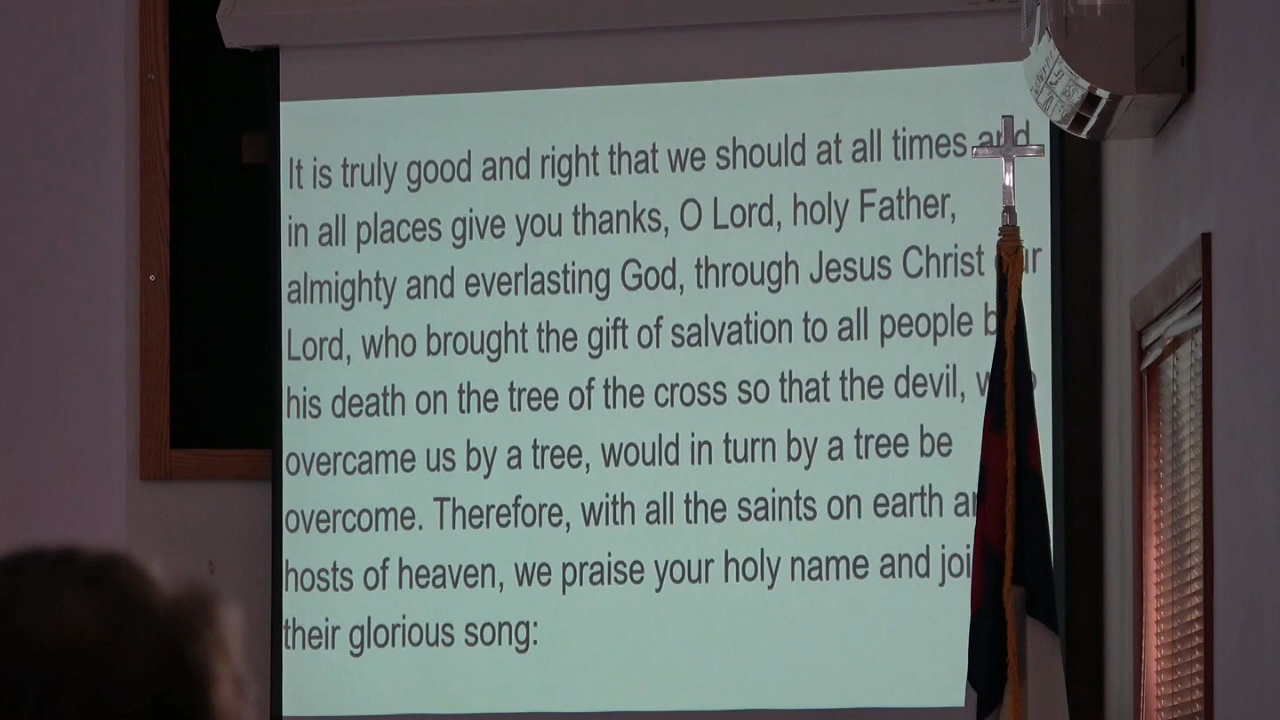 It is truly good and right that we should at all times and
in all places give you thanks, O Lord, holy Father,
almighty and everlasting God, through Jesus Christ our
Lord, who brought the gift of salvation to all people
his death on the tree of the cross so that the devil,
overcame us by a tree, would in turn by a tree be
overcome. Therefore, with all the saints on earth
hosts of heaven, we praise your holy name and
their glorious song: